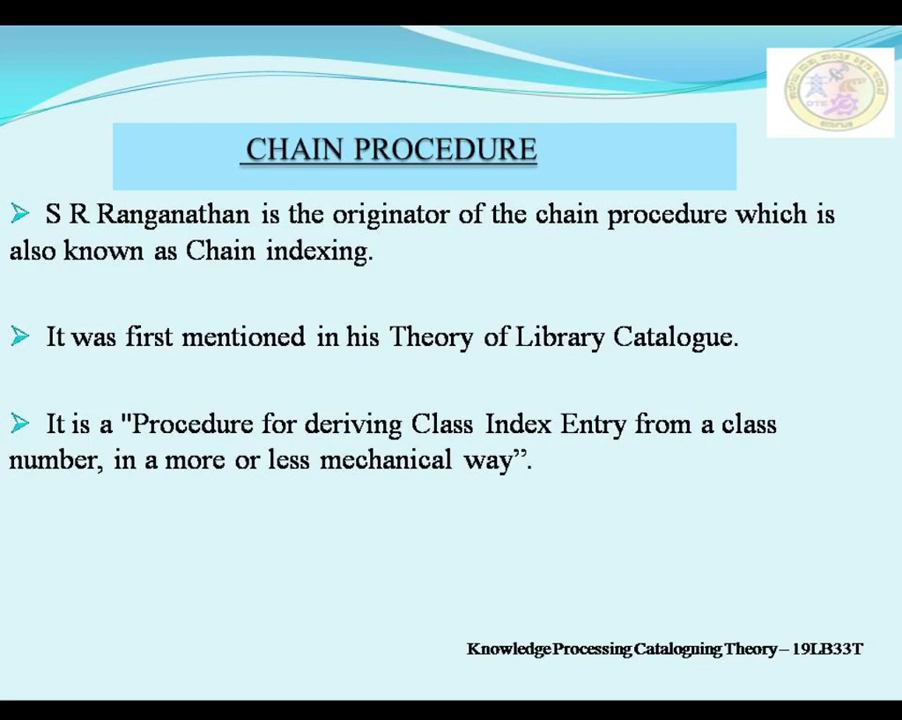 CHAIN PROCEDURE
➢ S R Ranganathan is the originator of the chain procedure which is
also known as Chain indexing.
➢ It was first mentioned in his Theory of Library Catalogue.
➢ It is a "Procedure for deriving Class Index Entry from a class
number, in a more or less mechanical way”.
Knowledge Processing Cataloguing Theory – 19LB33T